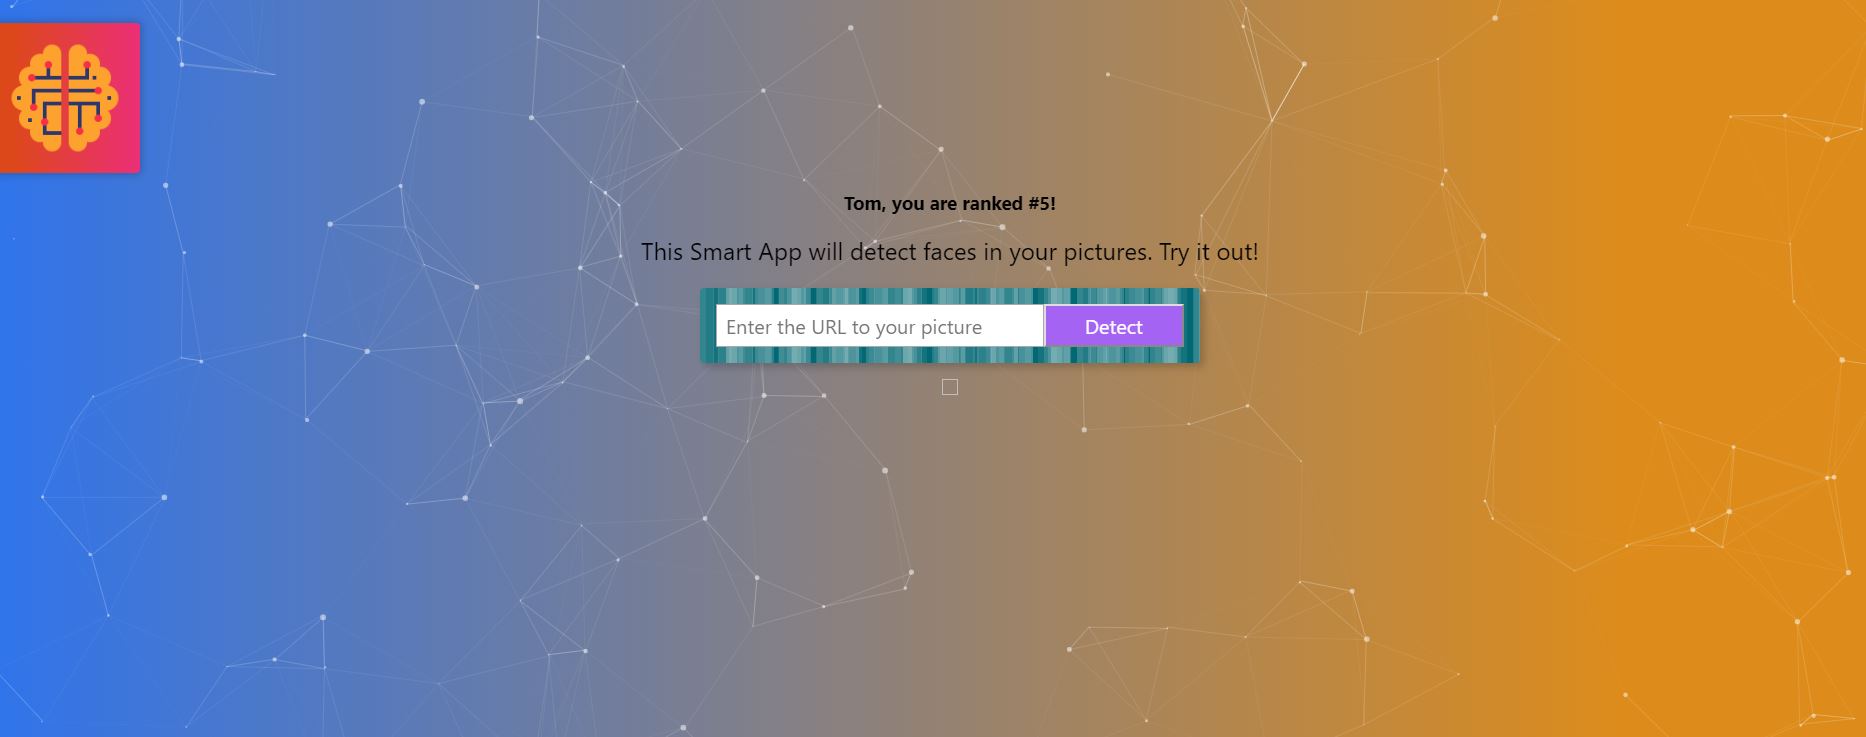 Tom, you are ranked #5!
This Smart App will detect faces in your pictures. Try it out!
Enter the URL to your picture
Detect